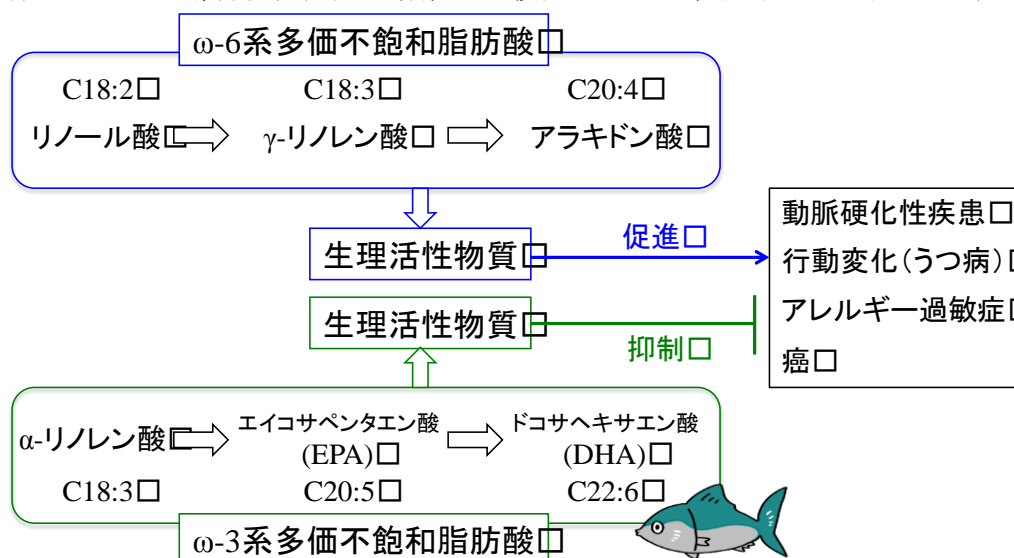 ω-6系多価不飽和脂肪酸□
C18:2□ C18:3□ C20:4□
リノール酸□ γ-リノレン酸□ アラキドン酸□
生理活性物質□
促進□
動脈硬化性疾患□
行動変化(うつ病)□
アレルギー過敏症□
癌□
生理活性物質□
抑制□
α-リノレン酸□ エイコサペンタエン酸 ドコサヘキサエン酸
(EPA)□ (DHA)□
C18:3□ C20:5□ C22:6□
ω-3系多価不飽和脂肪酸□